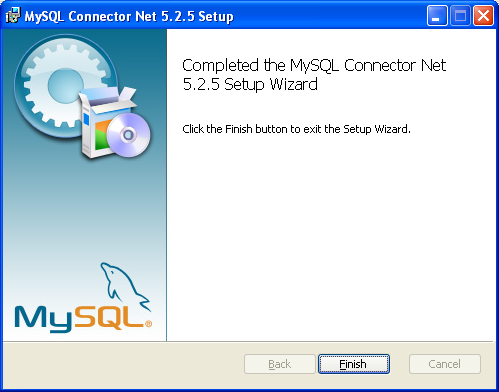 MySQL Connector Net 5.2.5 Setup
Completed the MySQL Connector Net
5.2.5 Setup Wizard
Click the Finish button to exit the Setup Wizard.
MySQL®
Back
Finish
Cancel